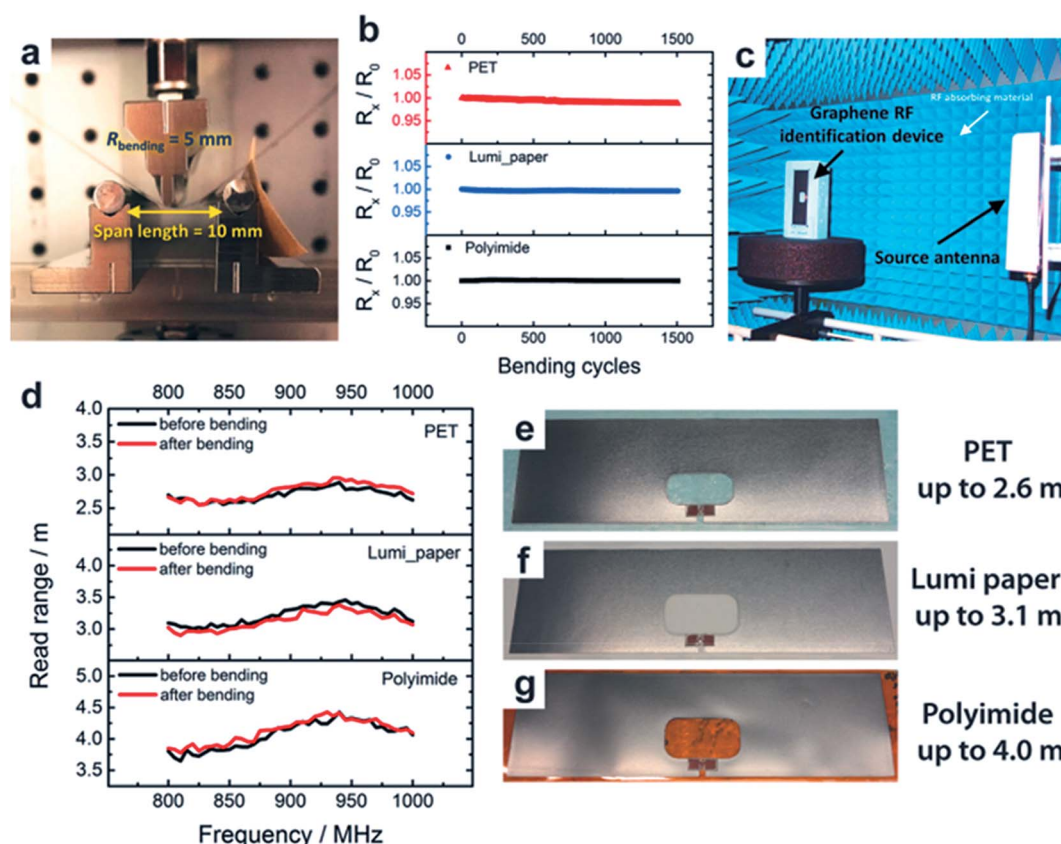 a
R_bending = 5 mm
Span length = 10 mm
b
0 500 1000 1500
PET
1.05
1.00
0.95
R_x / R_0
Lumi_paper
1.05
1.00
0.95
R_x / R_0
Polyimide
1.05
1.00
0.95
R_x / R_0
0 500 1000 1500
Bending cycles
c
RF absorbing material
Graphene RF
identification device
Source antenna
d
800 850 900 950 1000
4.0
3.5
3.0
2.5
before bending
after bending
PET
4.0
3.5
3.0
before bending
after bending
Lumi_paper
5.0
4.5
4.0
3.5
before bending
after bending
Polyimide
Read range / m
800 850 900 950 1000
Frequency / MHz
e
PET
up to 2.6 m
f
Lumi paper
up to 3.1 m
g
Polyimide
up to 4.0 m